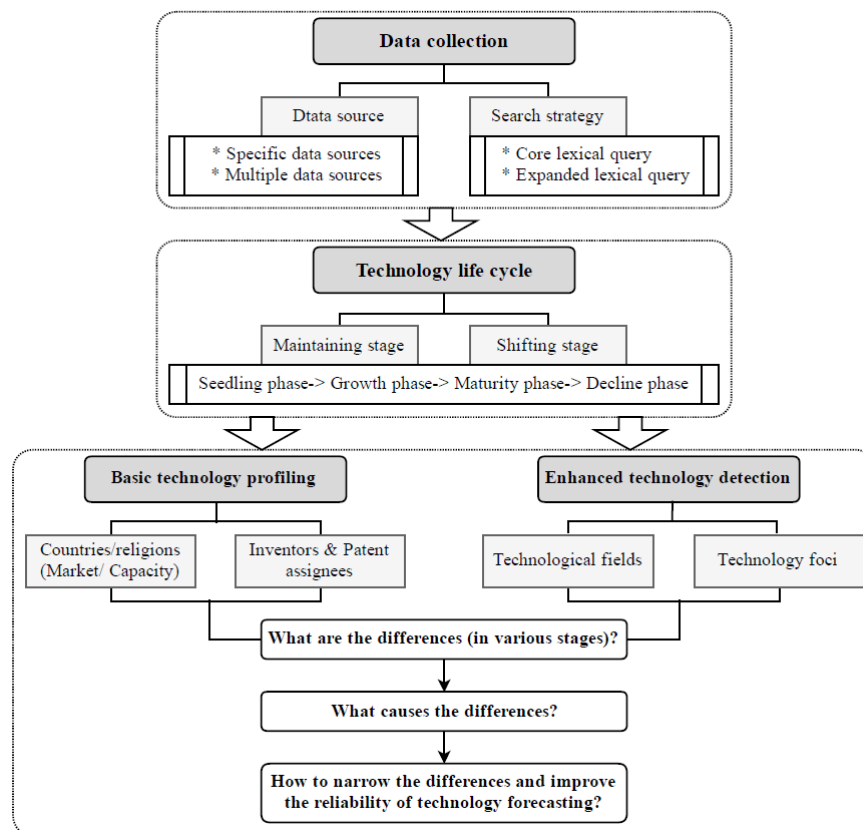 Data collection
Dtata source
Search strategy
* Specific data sources
* Multiple data sources
* Core lexical query
* Expanded lexical query
Technology life cycle
Maintaining stage
Shifting stage
Seedling phase-> Growth phase-> Maturity phase-> Decline phase
Basic technology profiling
Enhanced technology detection
Countries/religions
(Market/ Capacity)
Inventors & Patent
assignees
Technological fields
Technology foci
What are the differences (in various stages)?
What causes the differences?
How to narrow the differences and improve
the reliability of technology forecasting?